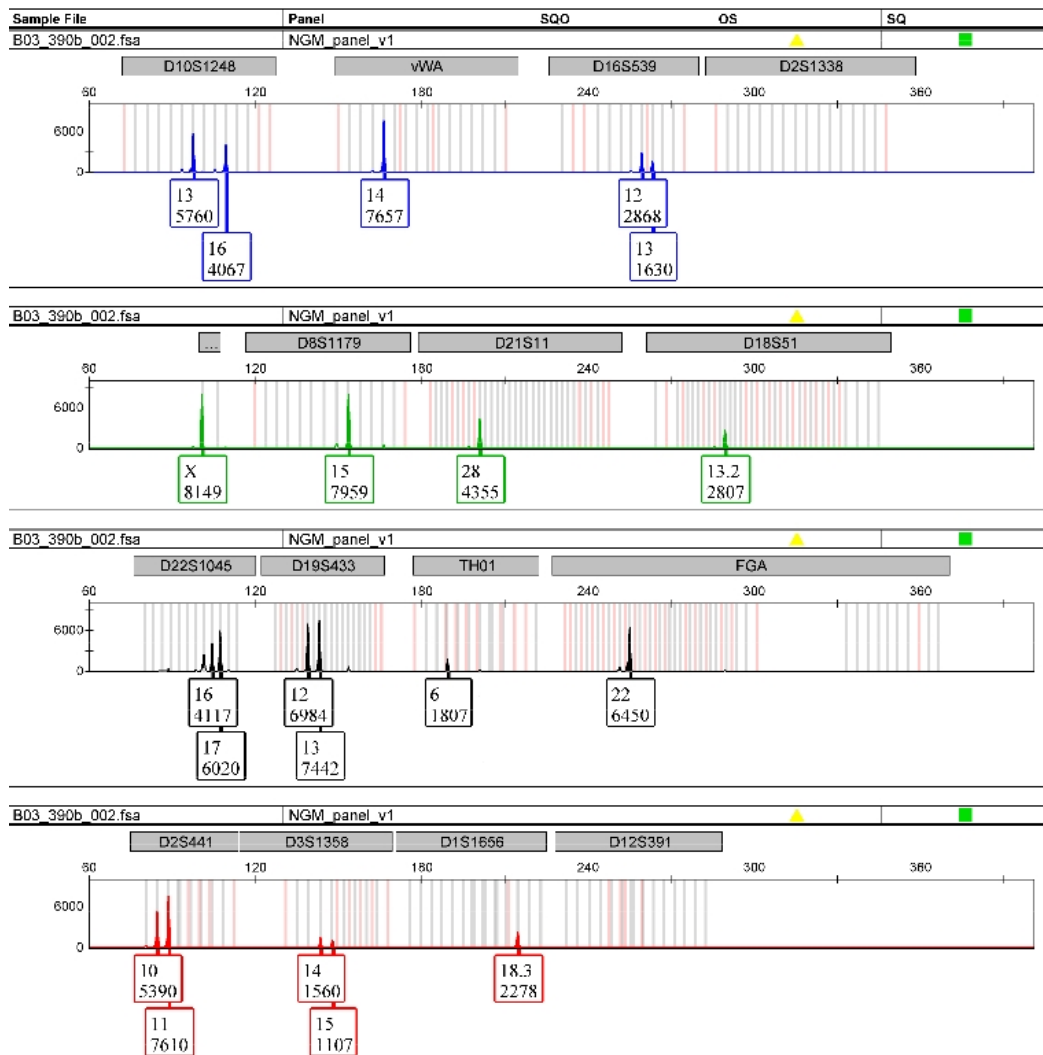 Sample File Panel SQO OS SQ
B03_390b_002.fsa NGM_panel_v1
D10S1248 vWA D16S539 D2S1338
60 120 180 240 300 360
6000
0
13 14 12
5760 7657 2868
16 13
4067 1630
B03_390b_002.fsa NGM_panel_v1
... D8S1179 D21S11 D18S51
60 120 180 240 300 360
6000
0
X 15 28 13.2
8149 7959 4355 2807
B03_390b_002.fsa NGM_panel_v1
D22S1045 D19S433 TH01 FGA
60 120 180 240 300 360
6000
0
16 12 6 22
4117 6984 1807 6450
17 13
6020 7442
B03_390b_002.fsa NGM_panel_v1
D2S441 D3S1358 D1S1656 D12S391
60 120 180 240 300 360
6000
0
10 14 18.3
5390 1560 2278
11 15
7610 1107